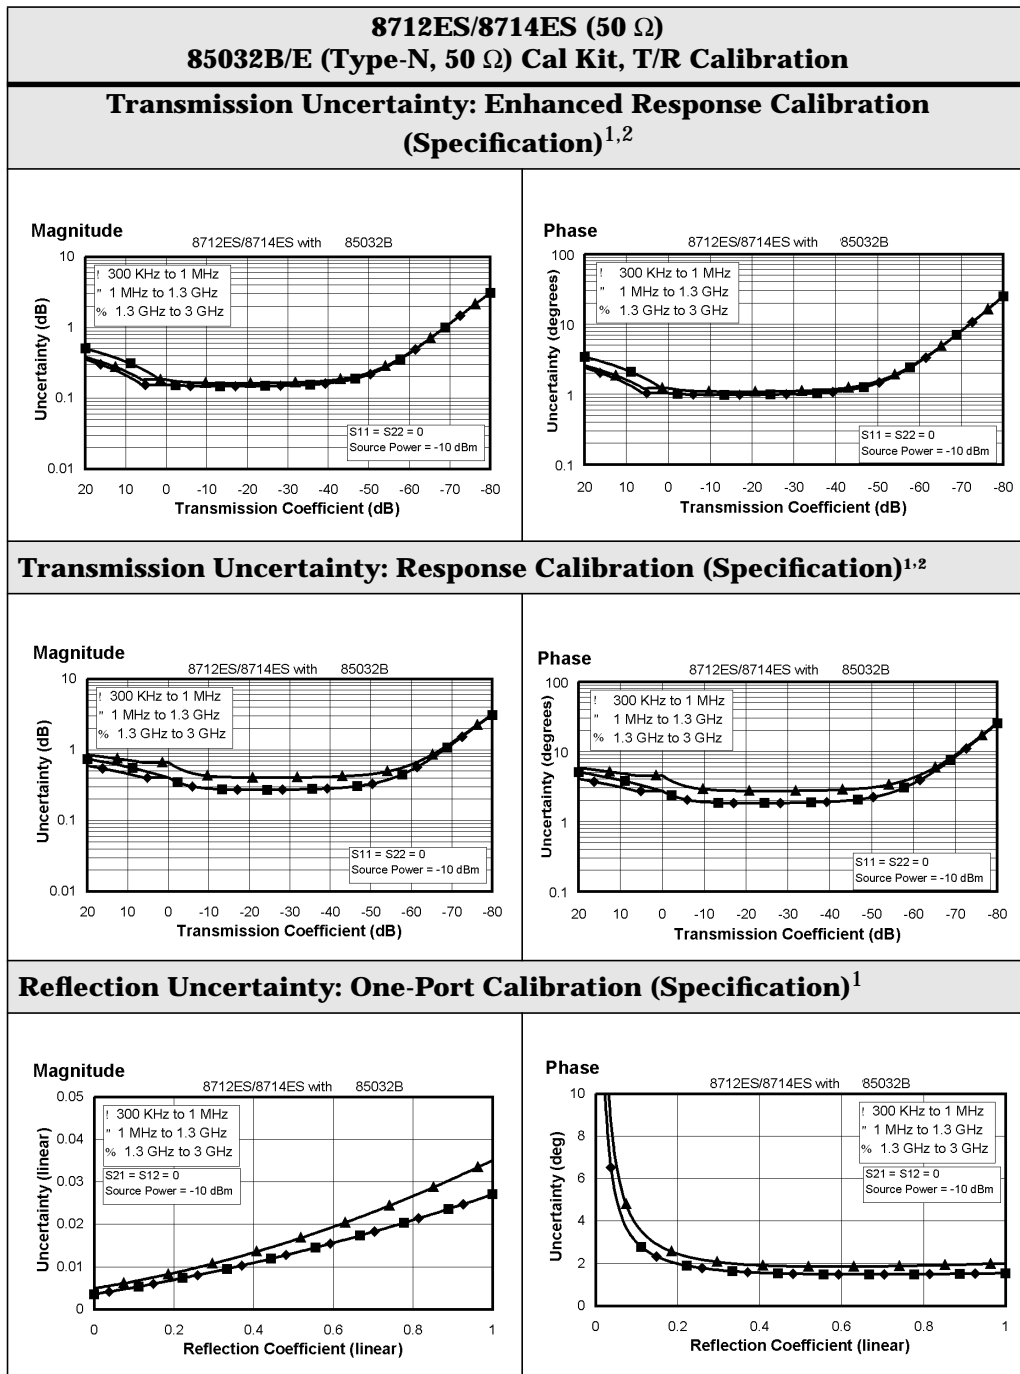 8712ES/8714ES (50 Ω)
85032B/E (Type-N, 50 Ω) Cal Kit, T/R Calibration
Transmission Uncertainty: Enhanced Response Calibration
(Specification)1,2
Magnitude
8712ES/8714ES with 85032B
10
1
0.1
0.01
Uncertainty (dB)
! 300 KHz to 1 MHz
" 1 MHz to 1.3 GHz
% 1.3 GHz to 3 GHz
S11 = S22 = 0
Source Power = -10 dBm
20 10 0 -10 -20 -30 -40 -50 -60 -70 -80
Transmission Coefficient (dB)
Phase
8712ES/8714ES with 85032B
100
10
1
0.1
Uncertainty (degrees)
! 300 KHz to 1 MHz
" 1 MHz to 1.3 GHz
% 1.3 GHz to 3 GHz
S11 = S22 = 0
Source Power = -10 dBm
20 10 0 -10 -20 -30 -40 -50 -60 -70 -80
Transmission Coefficient (dB)
Transmission Uncertainty: Response Calibration (Specification)1,2
Magnitude
8712ES/8714ES with 85032B
10
1
0.1
0.01
Uncertainty (dB)
! 300 KHz to 1 MHz
" 1 MHz to 1.3 GHz
% 1.3 GHz to 3 GHz
S11 = S22 = 0
Source Power = -10 dBm
20 10 0 -10 -20 -30 -40 -50 -60 -70 -80
Transmission Coefficient (dB)
Phase
8712ES/8714ES with 85032B
100
10
1
0.1
Uncertainty (degrees)
! 300 KHz to 1 MHz
" 1 MHz to 1.3 GHz
% 1.3 GHz to 3 GHz
S11 = S22 = 0
Source Power = -10 dBm
20 10 0 -10 -20 -30 -40 -50 -60 -70 -80
Transmission Coefficient (dB)
Reflection Uncertainty: One-Port Calibration (Specification)1
Magnitude
8712ES/8714ES with 85032B
0.05
0.04
0.03
0.02
0.01
0
Uncertainty (linear)
! 300 KHz to 1 MHz
" 1 MHz to 1.3 GHz
% 1.3 GHz to 3 GHz
S21 = S12 = 0
Source Power = -10 dBm
0 0.2 0.4 0.6 0.8 1
Reflection Coefficient (linear)
Phase
8712ES/8714ES with 85032B
10
8
6
4
2
0
Uncertainty (deg)
! 300 KHz to 1 MHz
" 1 MHz to 1.3 GHz
% 1.3 GHz to 3 GHz
S21 = S12 = 0
Source Power = -10 dBm
0 0.2 0.4 0.6 0.8 1
Reflection Coefficient (linear)